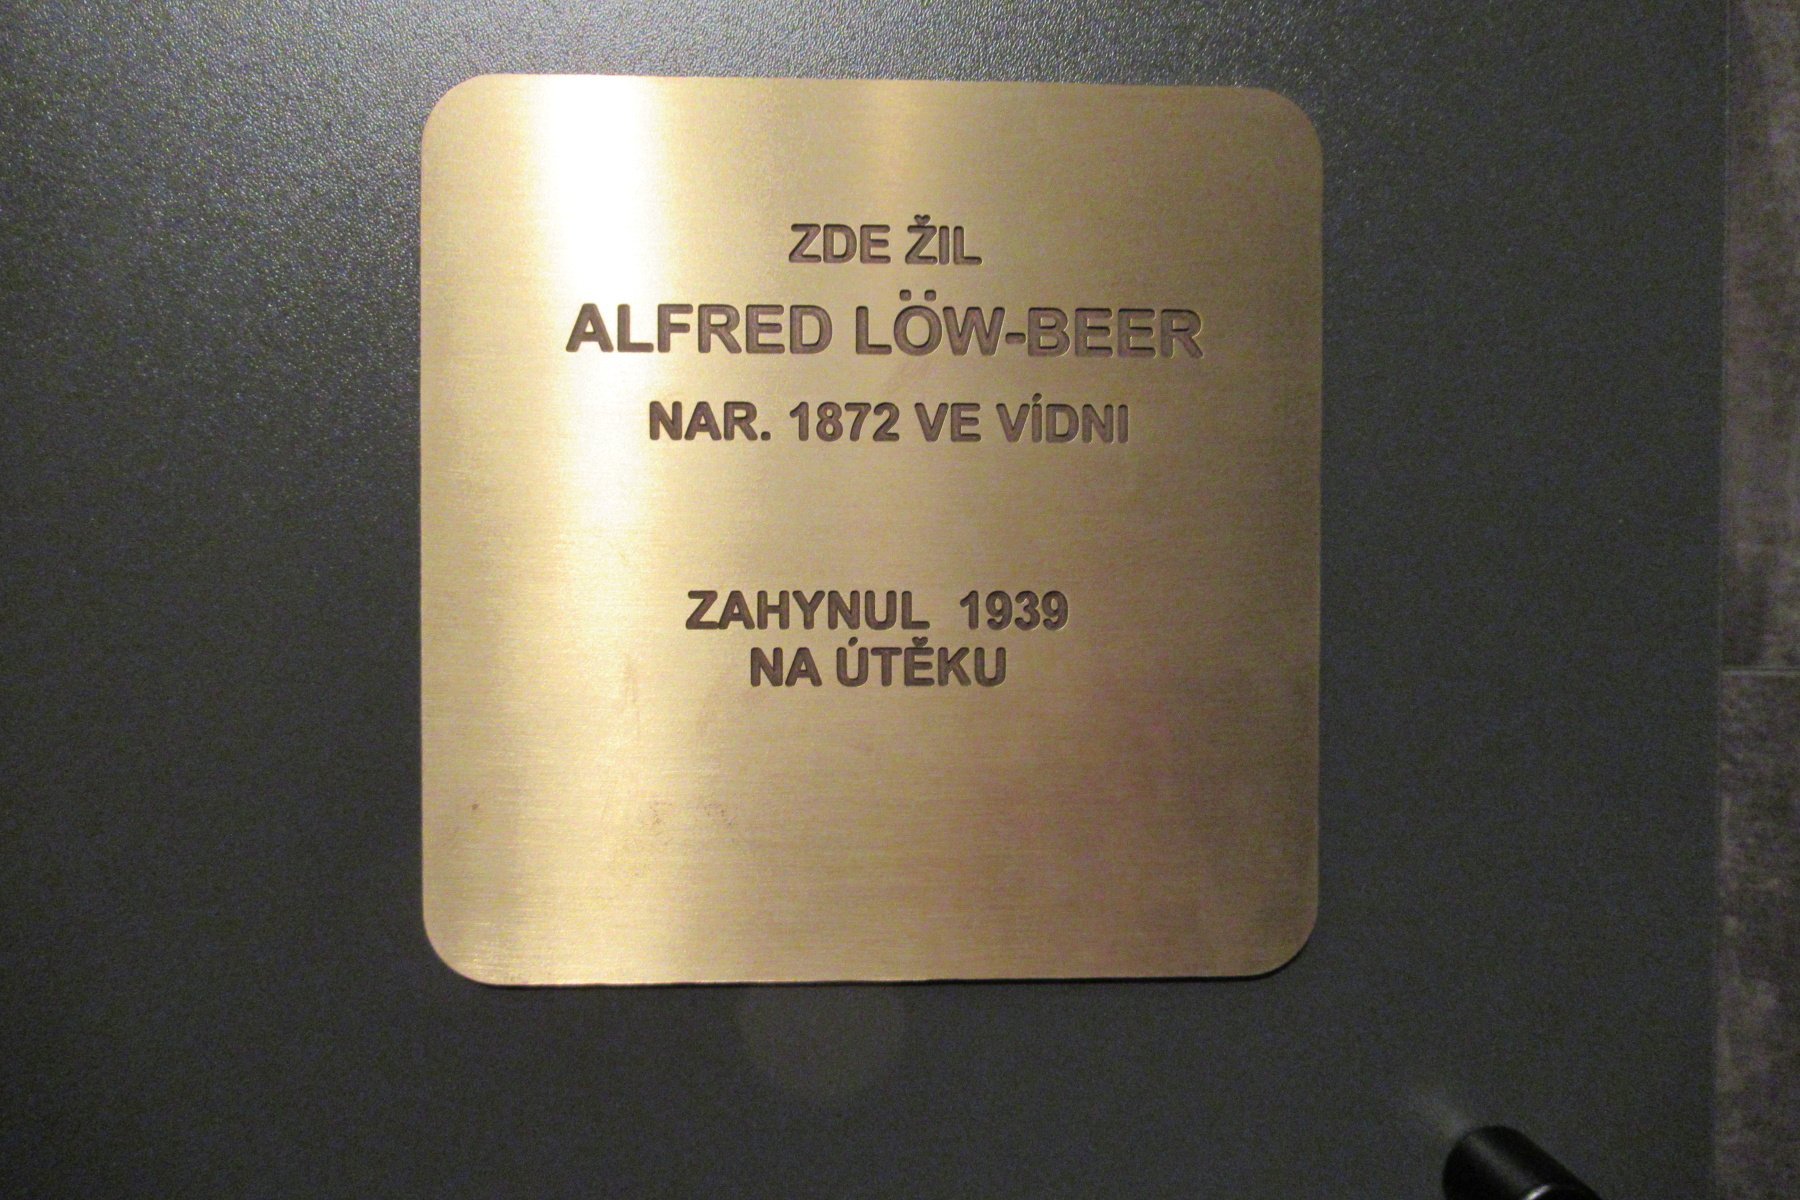 ZDE ŽIL
ALFRED LÖW-BEER
NAR. 1872 VE VÍDNI
ZAHYNUL 1939
NA ÚTĚKU